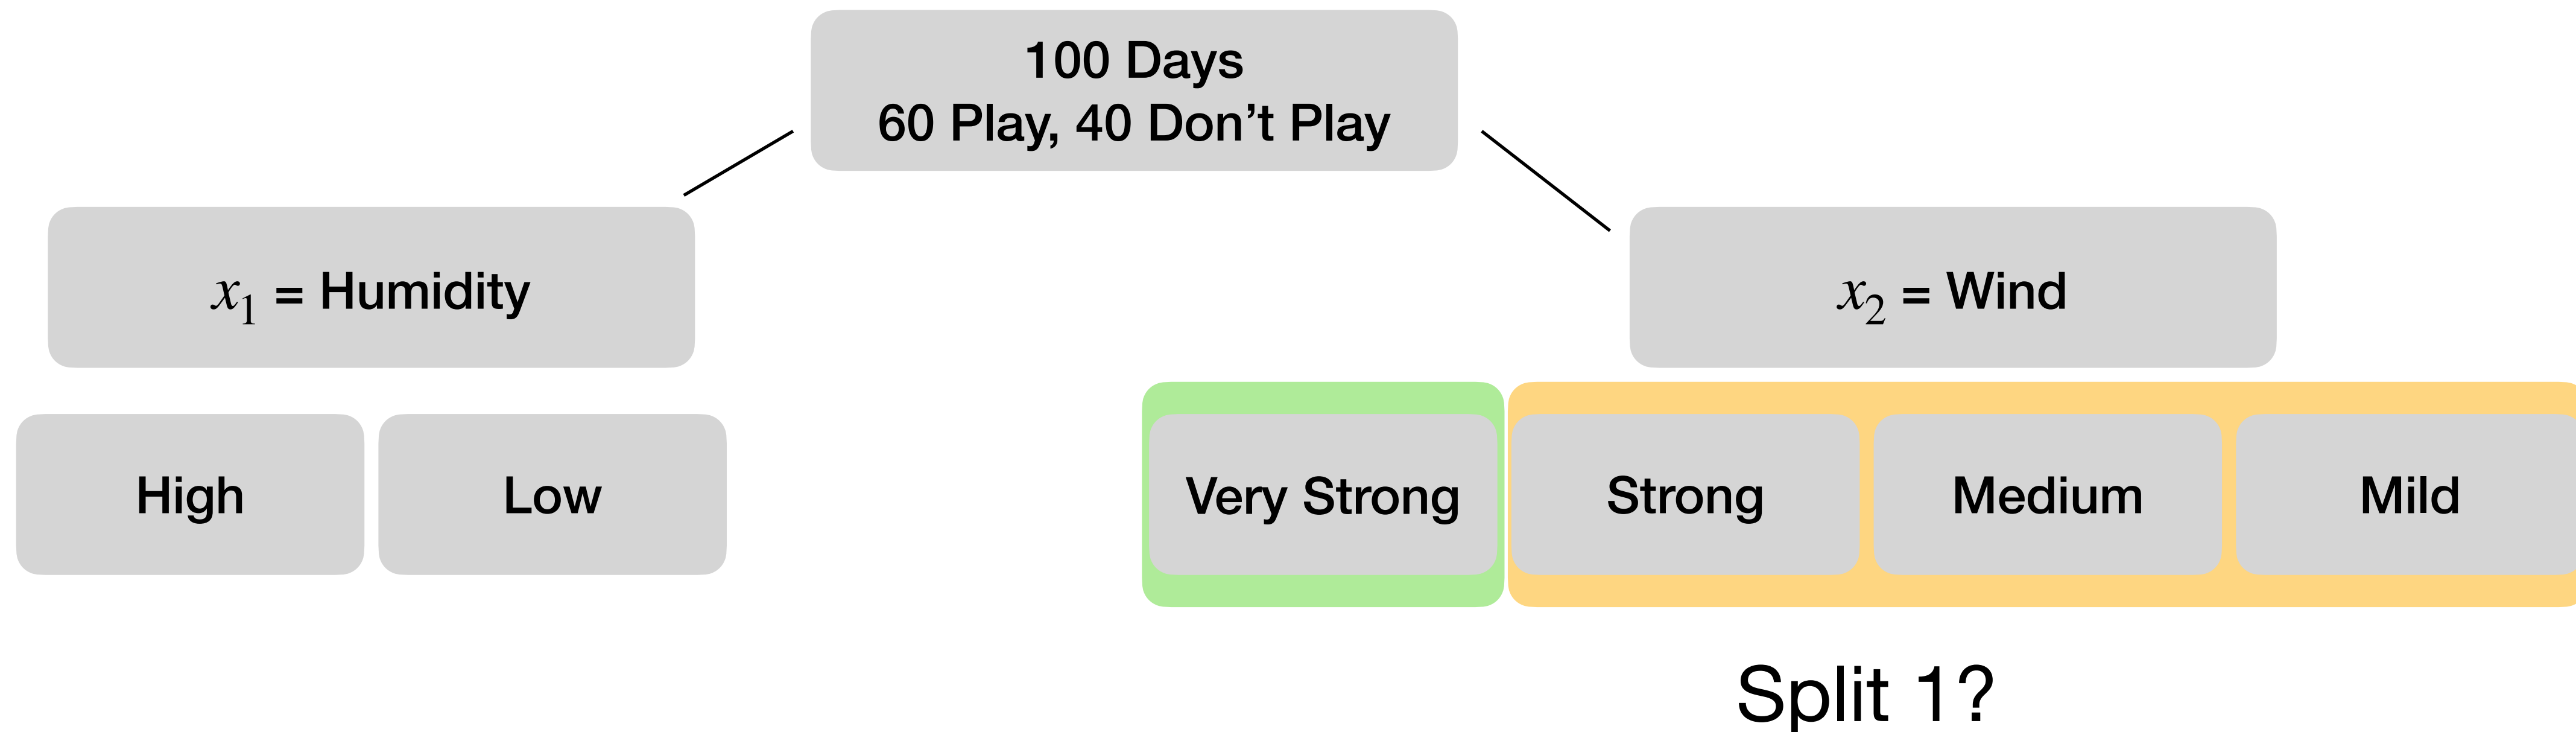 100 Days
60 Play, 40 Don’t Play
x₁ = Humidity
x₂ = Wind
High
Low
Very Strong
Strong
Medium
Mild
Split 1?